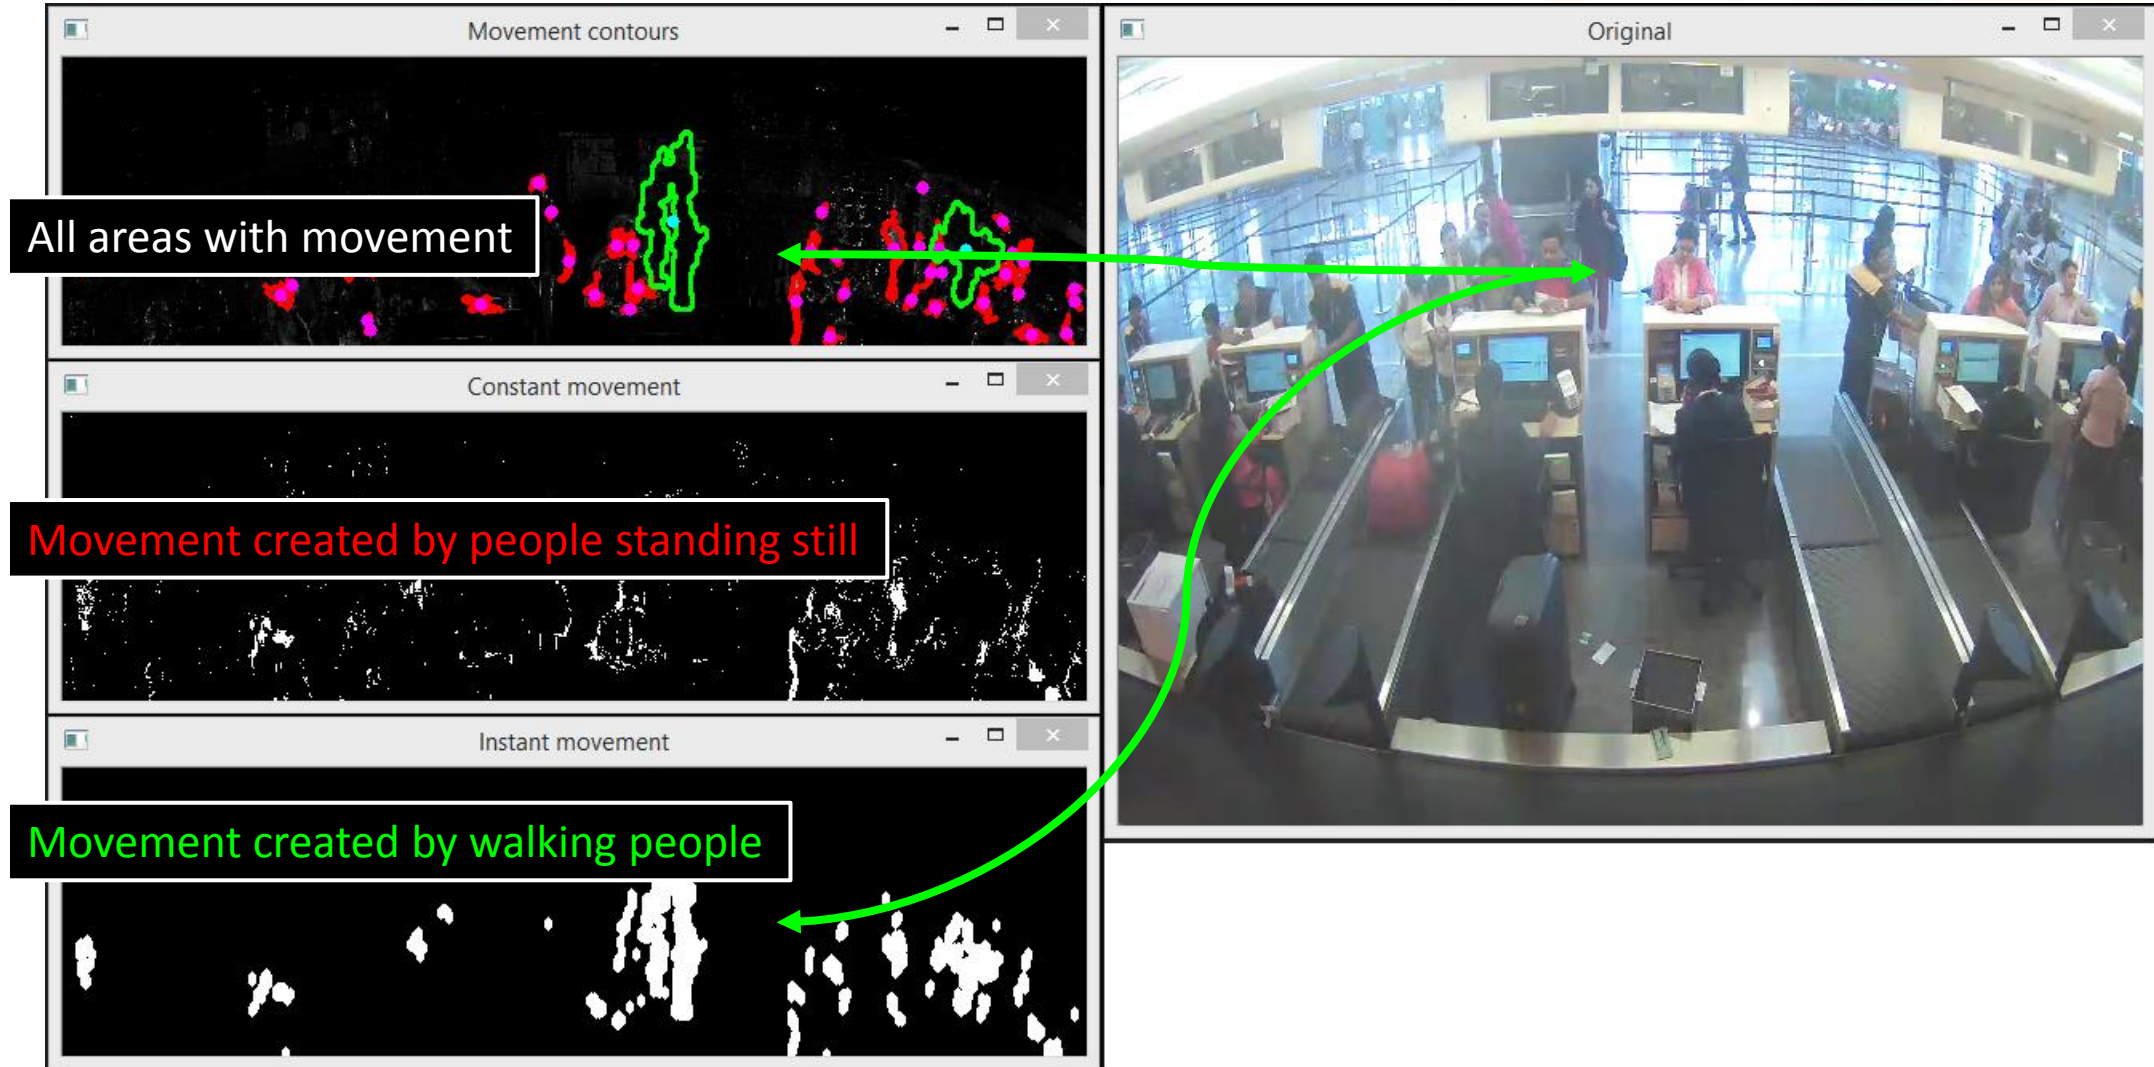 Movement contours
Original
All areas with movement
Constant movement
Movement created by people standing still
Instant movement
Movement created by walking people